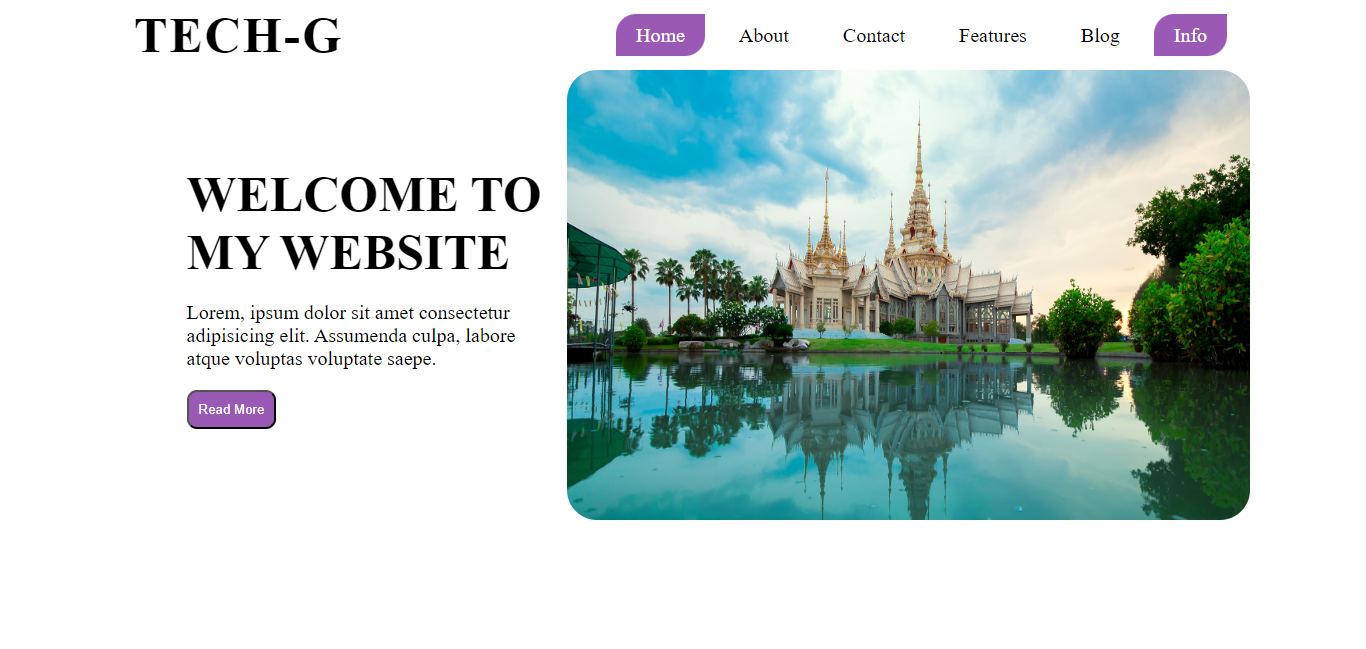 TECH-G
Home About Contact Features Blog Info
WELCOME TO
MY WEBSITE
Lorem, ipsum dolor sit amet consectetur
adipisicing elit. Assumenda culpa, labore
atque voluptas voluptate saepe.
Read More